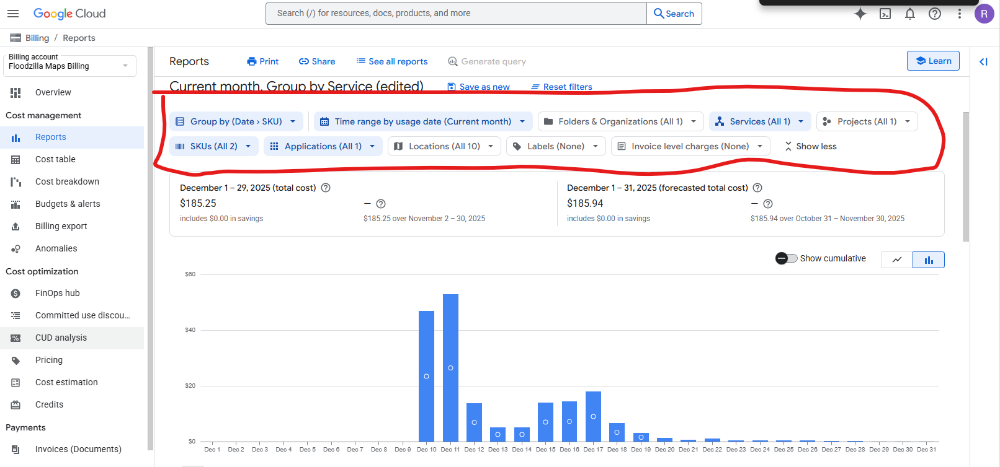 Google Cloud
Search (/) for resources, docs, products, and more
Search
R
Billing / Reports
Billing account
Floodzilla Maps Billing
Overview
Cost management
Reports
Cost table
Cost breakdown
Budgets & alerts
Billing export
Anomalies
Cost optimization
FinOps hub
Committed use discou...
CUD analysis
Pricing
Cost estimation
Credits
Payments
Invoices (Documents)
Reports
Print
Share
See all reports
Generate query
Learn
Current month, Group by Service (edited)
Save as new
Reset filters
Group by (Date › SKU)
Time range by usage date (Current month)
Folders & Organizations (All 1)
Services (All 1)
Projects (All 1)
SKUs (All 2)
Applications (All 1)
Locations (All 10)
Labels (None)
Invoice level charges (None)
Show less
December 1 – 29, 2025 (total cost)
$185.25
includes $0.00 in savings
–
$185.25 over November 2 – 30, 2025
December 1 – 31, 2025 (forecasted total cost)
$185.94
includes $0.00 in savings
–
$185.94 over October 31 – November 30, 2025
Show cumulative
$60
$40
$20
$0
Dec 1 Dec 2 Dec 3 Dec 4 Dec 5 Dec 6 Dec 7 Dec 8 Dec 9 Dec 10 Dec 11 Dec 12 Dec 13 Dec 14 Dec 15 Dec 16 Dec 17 Dec 18 Dec 19 Dec 20 Dec 21 Dec 22 Dec 23 Dec 24 Dec 25 Dec 26 Dec 27 Dec 28 Dec 29 Dec 30 Dec 31